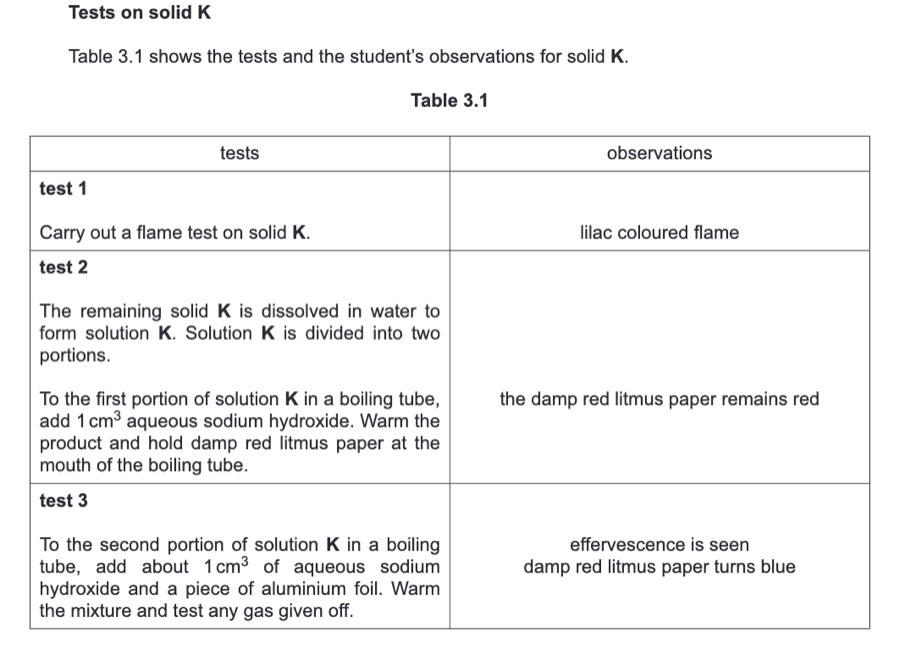 Tests on solid K
Table 3.1 shows the tests and the student's observations for solid K.
Table 3.1
tests
observations
test 1
Carry out a flame test on solid K.
lilac coloured flame
test 2
The remaining solid K is dissolved in water to
form solution K. Solution K is divided into two
portions.
To the first portion of solution K in a boiling tube,
add 1 cm³ aqueous sodium hydroxide. Warm the
product and hold damp red litmus paper at the
mouth of the boiling tube.
the damp red litmus paper remains red
test 3
To the second portion of solution K in a boiling
tube, add about 1 cm³ of aqueous sodium
hydroxide and a piece of aluminium foil. Warm
the mixture and test any gas given off.
effervescence is seen
damp red litmus paper turns blue